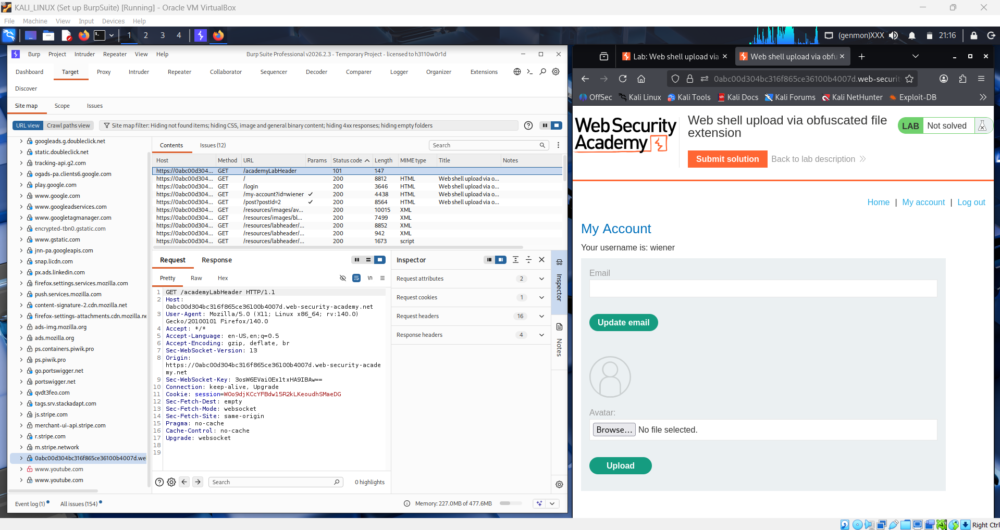 KALI_LINUX (Set up BurpSuite) [Running] - Oracle VM VirtualBox
File Machine View Input Devices Help
1 2 3 4 (genmon)XXX 21:16
Burp Project Intruder Repeater View Help Burp Suite Professional v2026.2.3 - Temporary Project - licensed to h3110w0r1d
Dashboard Target Proxy Intruder Repeater Collaborator Sequencer Decoder Comparer Logger Organizer Extensions
Discover
Site map Scope Issues
URL view Crawl paths view Site map filter: Hiding not found items; hiding CSS, image and general binary content; hiding 4xx responses; hiding empty folders
googleads.g.doubleclick.net
static.doubleclick.net
tracking-api.g2.com
ogads-pa.clients6.google.com
play.google.com
www.google.com
www.googleadservices.com
www.googletagmanager.com
encrypted-tbn0.gstatic.com
www.gstatic.com
jnn-pa.googleapis.com
snap.licdn.com
px.ads.linkedin.com
firefox.settings.services.mozilla.com
push.services.mozilla.com
content-signature-2.cdn.mozilla.net
firefox-settings-attachments.cdn.mozilla.ne
ads-img.mozilla.org
ads.mozilla.org
ps.containers.piwik.pro
ps.piwik.pro
go.portswigger.net
portswigger.net
qvdt3feo.com
tags.srv.stackadapt.com
js.stripe.com
merchant-ui-api.stripe.com
r.stripe.com
m.stripe.network
0abc00d304bc316f865ce36100b4007d.we
www.youtube.com
www.youtube.com
Contents Issues (12) Search
Host Method URL Params Status code Length MIME type Title Notes
https://0abc00d304... GET /academyLabHeader 101 147
https://0abc00d304... GET / 200 8812 HTML Web shell upload via o...
https://0abc00d304... GET /login 200 3646 HTML Web shell upload via o...
https://0abc00d304... GET /my-account?id=wiener ✓ 200 4438 HTML Web shell upload via o...
https://0abc00d304... GET /post?postId=2 ✓ 200 8564 HTML Web shell upload via o...
https://0abc00d304... GET /resources/images/av... 200 10015 XML
https://0abc00d304... GET /resources/images/bl... 200 7499 XML
https://0abc00d304... GET /resources/labheader/... 200 8852 XML
https://0abc00d304... GET /resources/labheader/... 200 942 XML
https://0abc00d304... GET /resources/labheader/... 200 1673 script
Request Response
Pretty Raw Hex \n
1 GET /academyLabHeader HTTP/1.1
2 Host:
0abc00d304bc316f865ce36100b4007d.web-security-academy.net
3 User-Agent: Mozilla/5.0 (X11; Linux x86_64; rv:140.0)
Gecko/20100101 Firefox/140.0
4 Accept: */*
5 Accept-Language: en-US,en;q=0.5
6 Accept-Encoding: gzip, deflate, br
7 Sec-WebSocket-Version: 13
8 Origin:
https://0abc00d304bc316f865ce36100b4007d.web-security-acade
my.net
9 Sec-WebSocket-Key: 3osW6EVai0Ex1txHA9IBAw==
10 Connection: keep-alive, Upgrade
11 Cookie: session=WOo9djKCcYFBdwl5R2kLKeoudhSMaeDG
12 Sec-Fetch-Dest: empty
13 Sec-Fetch-Mode: websocket
14 Sec-Fetch-Site: same-origin
15 Pragma: no-cache
16 Cache-Control: no-cache
17 Upgrade: websocket
18
19
Search 0 highlights
Inspector
Request attributes 2
Request cookies 1
Request headers 16
Response headers 4
Inspector
Notes
Event log (1) All issues (154) Memory: 227.0MB of 477.6MB
Lab: Web shell upload via Web shell upload via obfu
0abc00d304bc316f865ce36100b4007d.web-securit
OffSec Kali Linux Kali Tools Kali Docs Kali Forums Kali NetHunter Exploit-DB
WebSecurity
Academy
Web shell upload via obfuscated file
extension
LAB Not solved
Submit solution Back to lab description
Home | My account | Log out
My Account
Your username is: wiener
Email
Update email
Avatar:
Browse... No file selected.
Upload
Right Ctrl